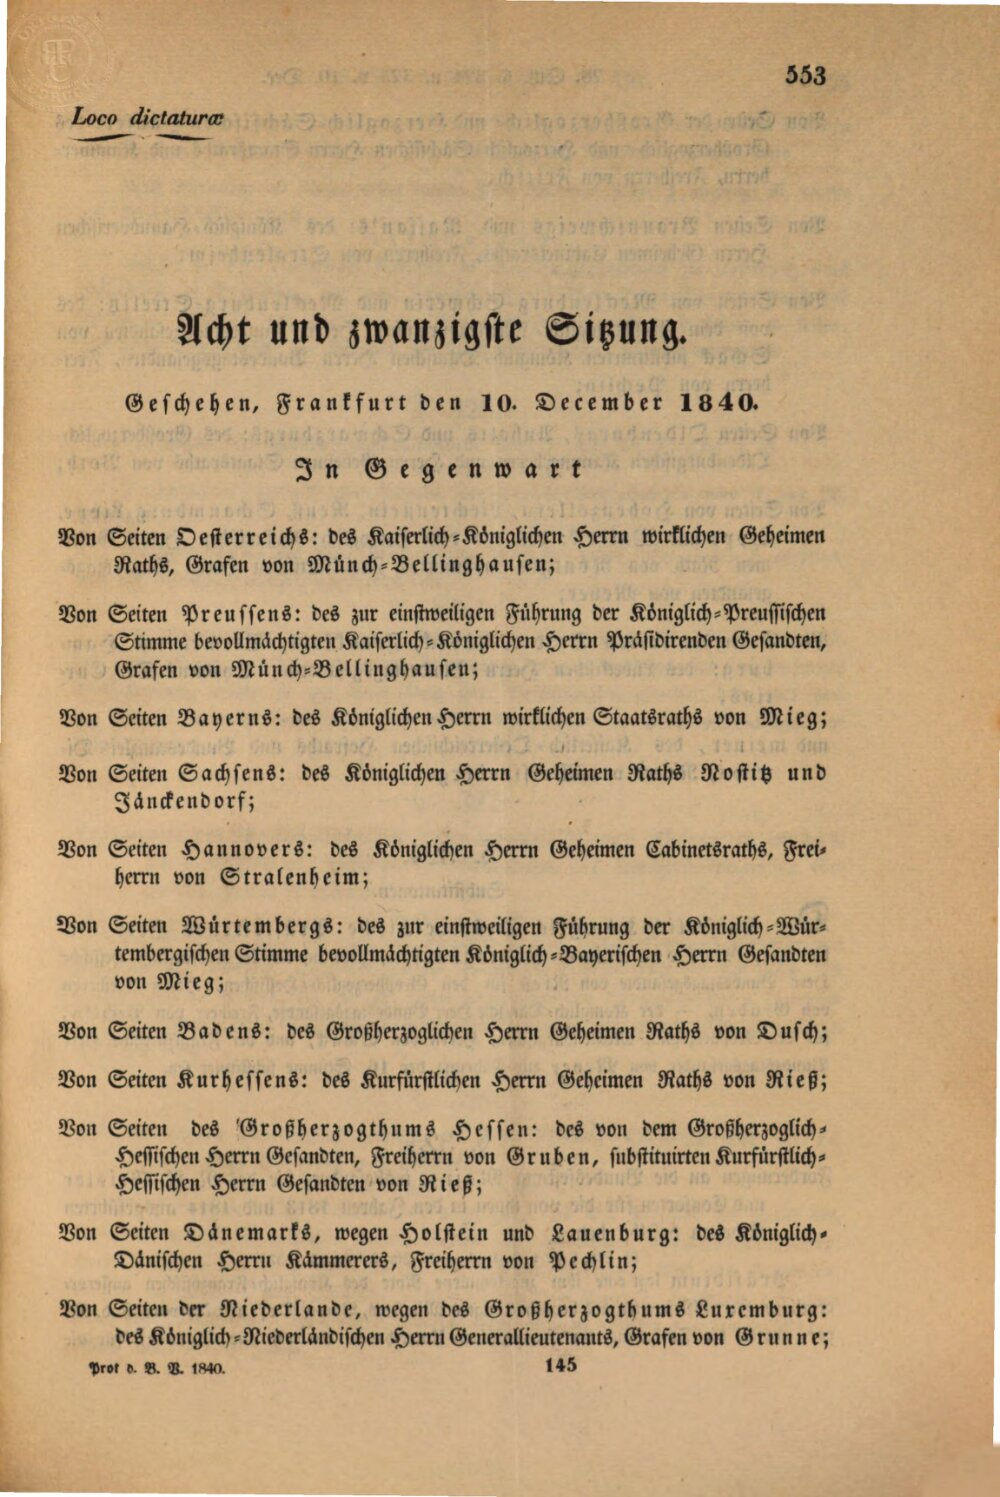 553
Loco dictaturæ
Acht und zwanzigste Sitzung.
Geschehen, Frankfurt den 10. December 1840.
In Gegenwart
Von Seiten Oesterreichs: des Kaiserlich-Königlichen Herrn wirklichen Geheimen
Raths, Grafen von Münch-Bellinghausen;
Von Seiten Preussens: des zur einstweiligen Führung der Königlich-Preussischen
Stimme bevollmächtigten Kaiserlich-Königlichen Herrn Präsidirenden Gesandten,
Grafen von Münch-Bellinghausen;
Von Seiten Bayerns: des Königlichen Herrn wirklichen Staatsraths von Mieg;
Von Seiten Sachsens: des Königlichen Herrn Geheimen Raths Nostitz und
Jänckendorf;
Von Seiten Hannovers: des Königlichen Herrn Geheimen Cabinetsraths, Frei-
herrn von Stralenheim;
Von Seiten Würtembergs: des zur einstweiligen Führung der Königlich-Wür-
tembergischen Stimme bevollmächtigten Königlich-Bayerischen Herrn Gesandten
von Mieg;
Von Seiten Badens: des Großherzoglichen Herrn Geheimen Raths von Dusch;
Von Seiten Kurhessens: des Kurfürstlichen Herrn Geheimen Raths von Rieß;
Von Seiten des Großherzogthums Hessen: des von dem Großherzoglich-
Hessischen Herrn Gesandten, Freiherrn von Gruben, substituirten Kurfürstlich-
Hessischen Herrn Gesandten von Rieß;
Von Seiten Dänemarks, wegen Holstein und Lauenburg: des Königlich-
Dänischen Herrn Kämmerers, Freiherrn von Pechlin;
Von Seiten der Niederlande, wegen des Großherzogthums Luxemburg:
des Königlich-Niederländischen Herrn Generallieutenants, Grafen von Grunne;
Prot d. B. V. 1840.
145